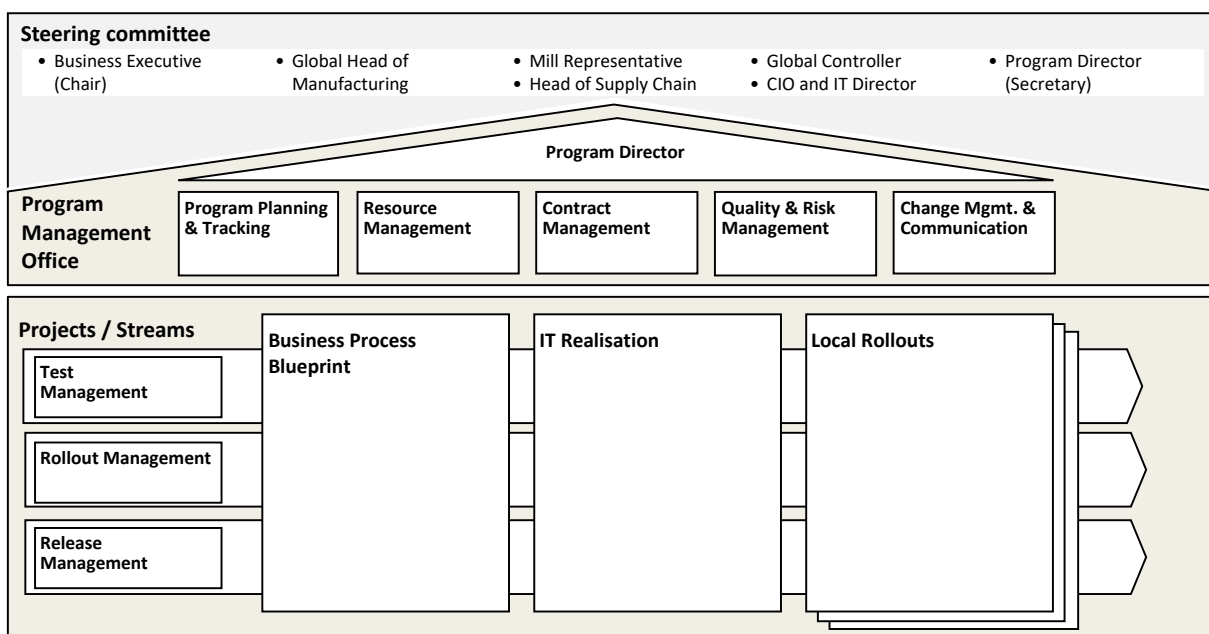 Steering committee
• Business Executive
(Chair)
• Global Head of
Manufacturing
• Mill Representative
• Head of Supply Chain
• Global Controller
• CIO and IT Director
• Program Director
(Secretary)
Program Director
Program
Management
Office
Program Planning
& Tracking
Resource
Management
Contract
Management
Quality & Risk
Management
Change Mgmt. &
Communication
Projects / Streams
Business Process
Blueprint
IT Realisation
Local Rollouts
Test
Management
Rollout Management
Release
Management